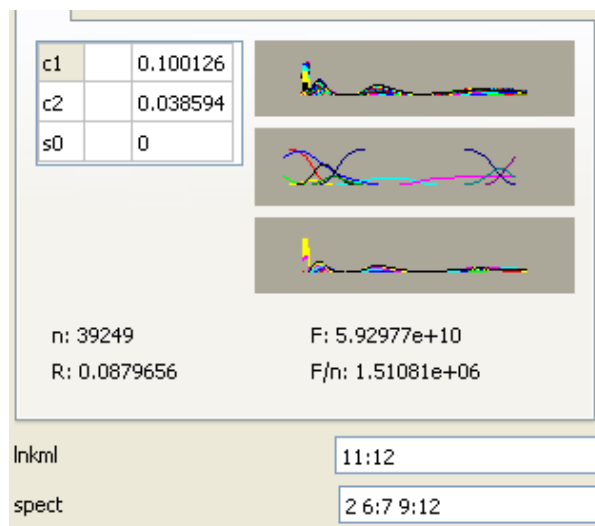 c1 0.100126
c2 0.038594
s0 0
n: 39249 F: 5.92977e+10
R: 0.0879656 F/n: 1.51081e+06
lnkml 11:12
spect 2 6:7 9:12